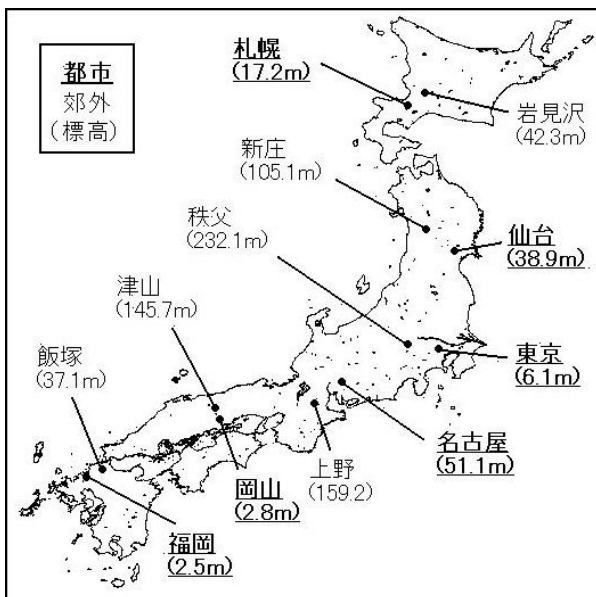 都市
郊外
(標高)
札幌
(17.2m)
岩見沢
(42.3m)
新庄
(105.1m)
秩父
(232.1m)
仙台
(38.9m)
津山
(145.7m)
飯塚
(37.1m)
東京
(6.1m)
名古屋
(51.1m)
上野
(159.2)
岡山
(2.8m)
福岡
(2.5m)